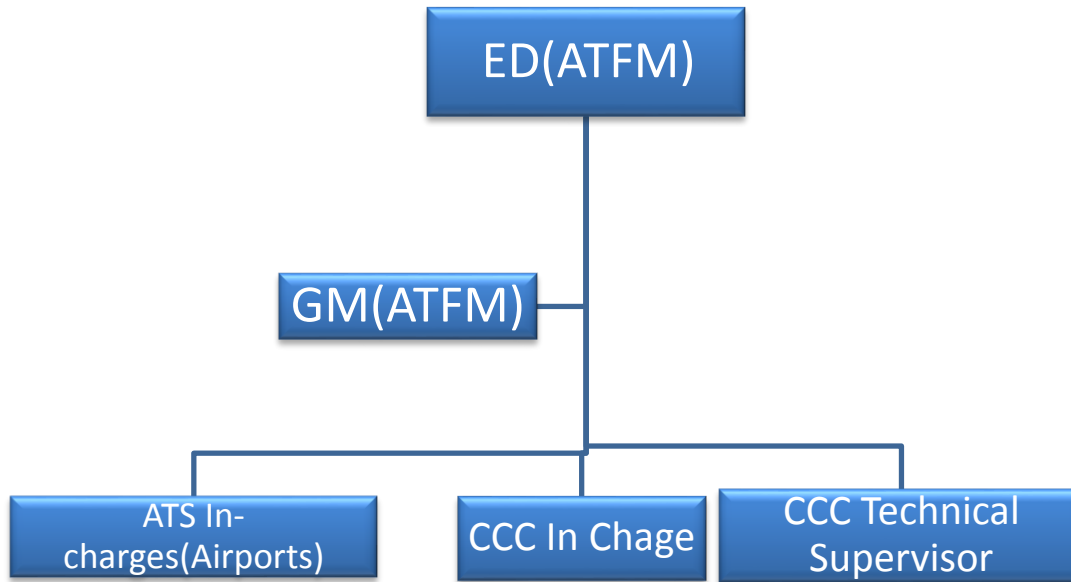 ED(ATFM)
GM(ATFM)
ATS In-
charges(Airports)
CCC In Chage
CCC Technical
Supervisor